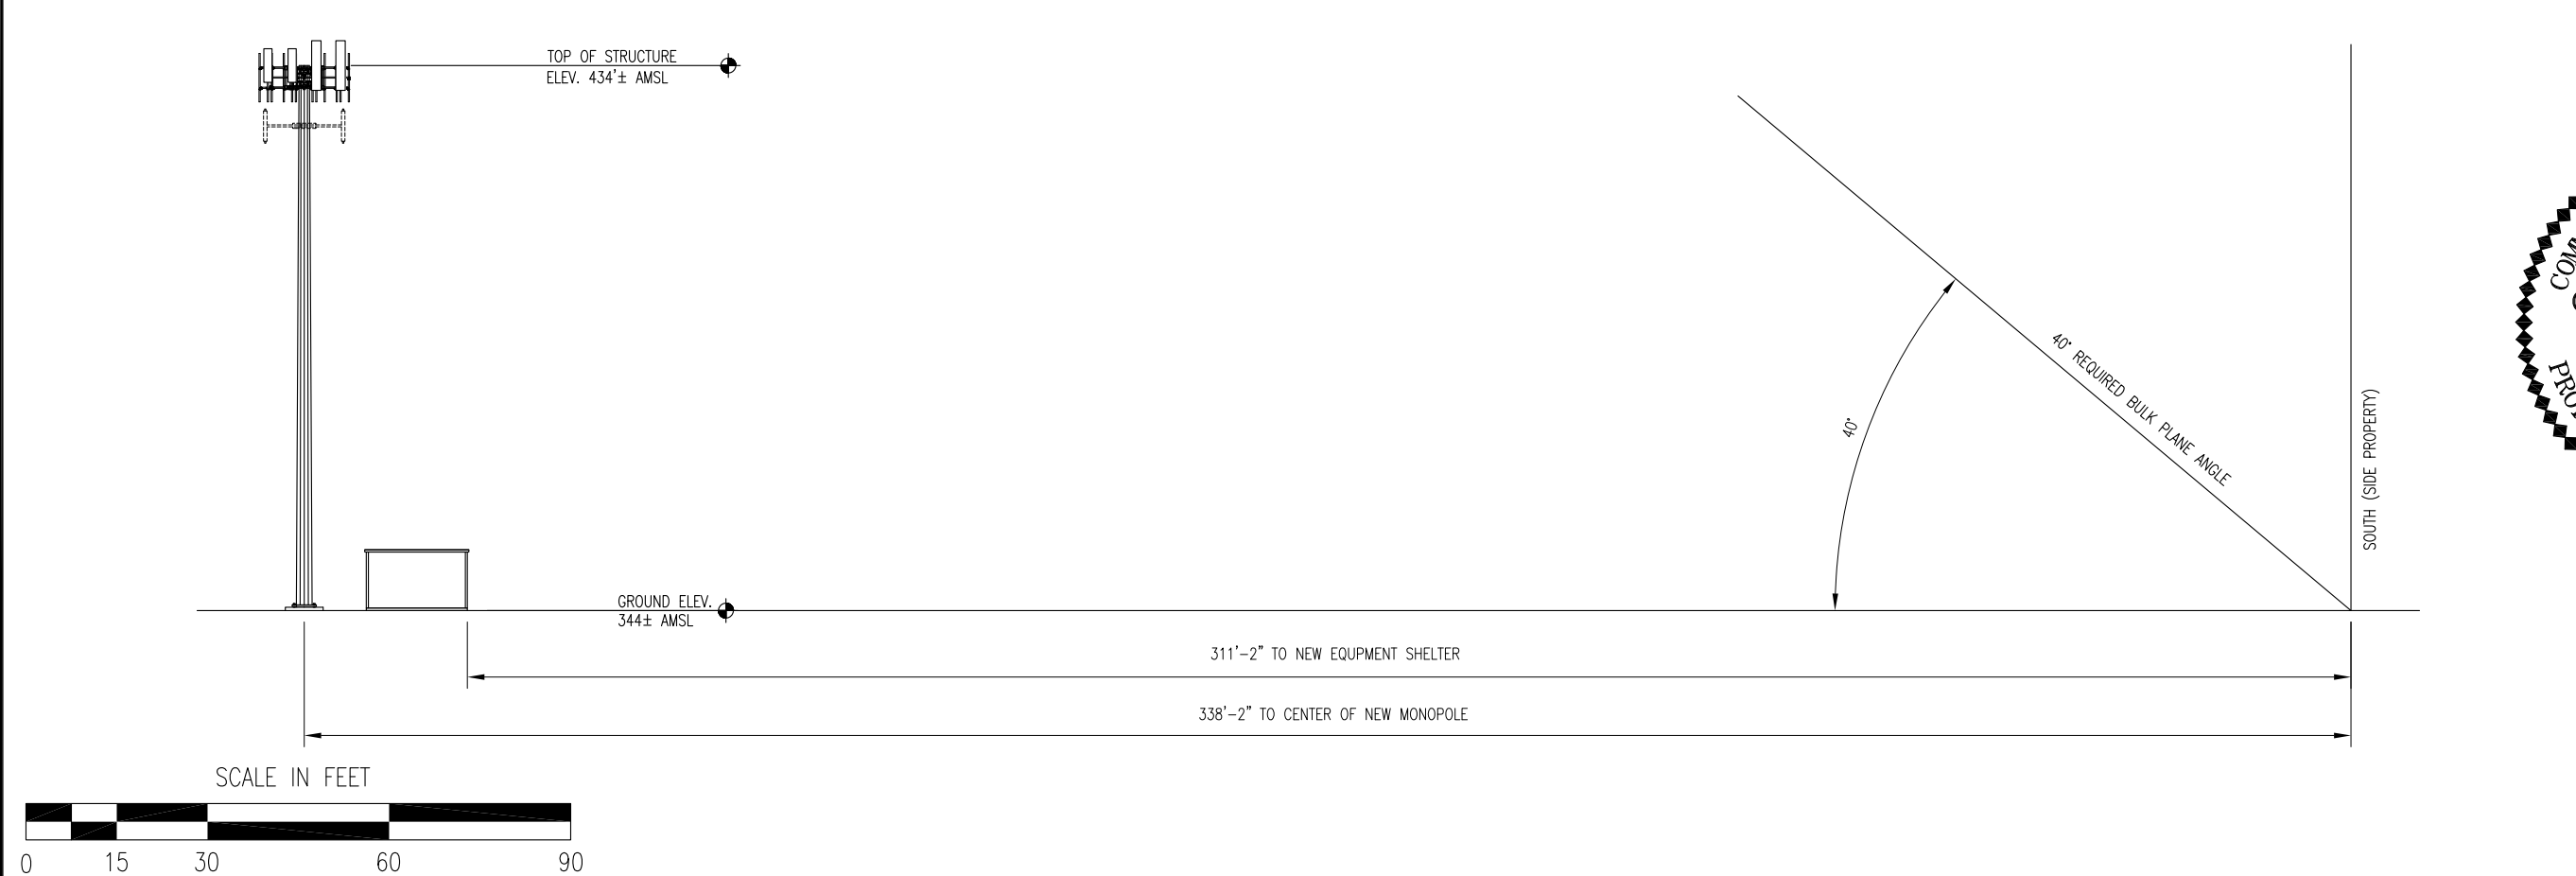 TOP OF STRUCTURE
ELEV. 434'± AMSL
40° REQUIRED BULK PLANE ANGLE
40°
SOUTH (SIDE PROPERTY)
GROUND ELEV.
344± AMSL
311'-2" TO NEW EQUPMENT SHELTER
338'-2" TO CENTER OF NEW MONOPOLE
SCALE IN FEET
0 15 30 60 90